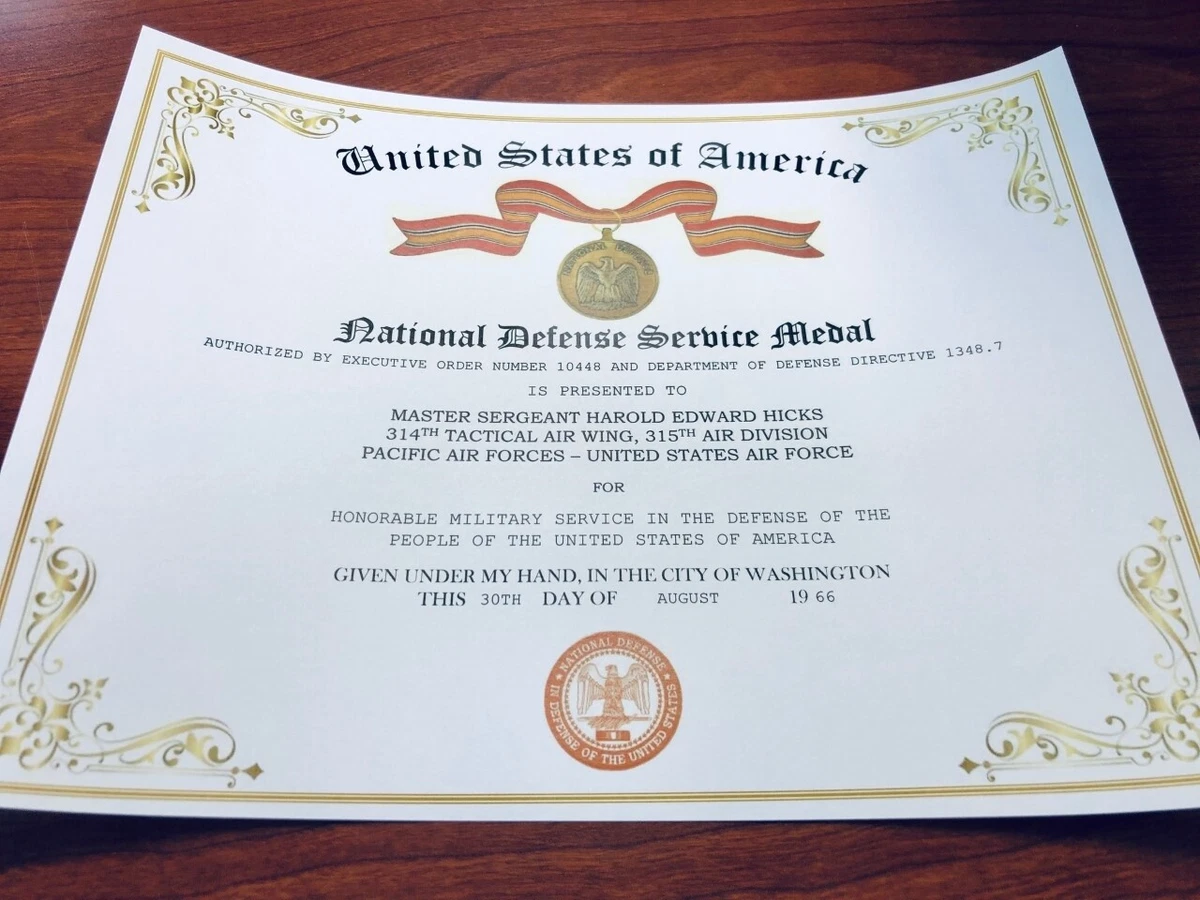 United States of America
National Defense Service Medal
AUTHORIZED BY EXECUTIVE ORDER NUMBER 10448 AND DEPARTMENT OF DEFENSE DIRECTIVE 1348.7
IS PRESENTED TO
MASTER SERGEANT HAROLD EDWARD HICKS
314TH TACTICAL AIR WING, 315TH AIR DIVISION
PACIFIC AIR FORCES – UNITED STATES AIR FORCE
FOR
HONORABLE MILITARY SERVICE IN THE DEFENSE OF THE
PEOPLE OF THE UNITED STATES OF AMERICA
GIVEN UNDER MY HAND, IN THE CITY OF WASHINGTON
THIS 30TH DAY OF AUGUST 19 66
NATIONAL DEFENSE
IN DEFENSE OF THE UNITED STATES